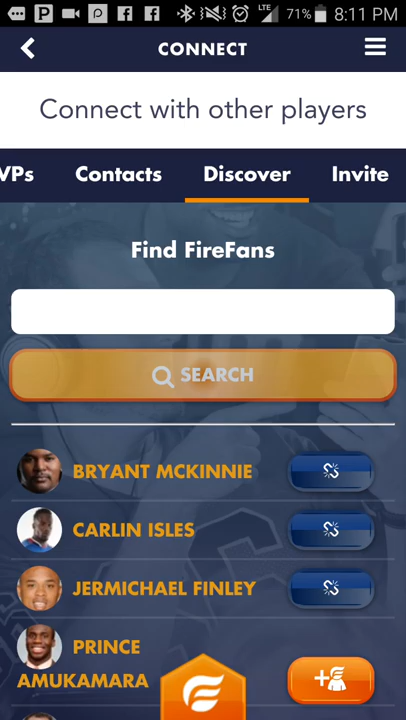 LTE 71% 8:11 PM
CONNECT
Connect with other players
VPs Contacts Discover Invite
Find FireFans
SEARCH
BRYANT MCKINNIE
CARLIN ISLES
JERMICHAEL FINLEY
PRINCE
AMUKAMARA